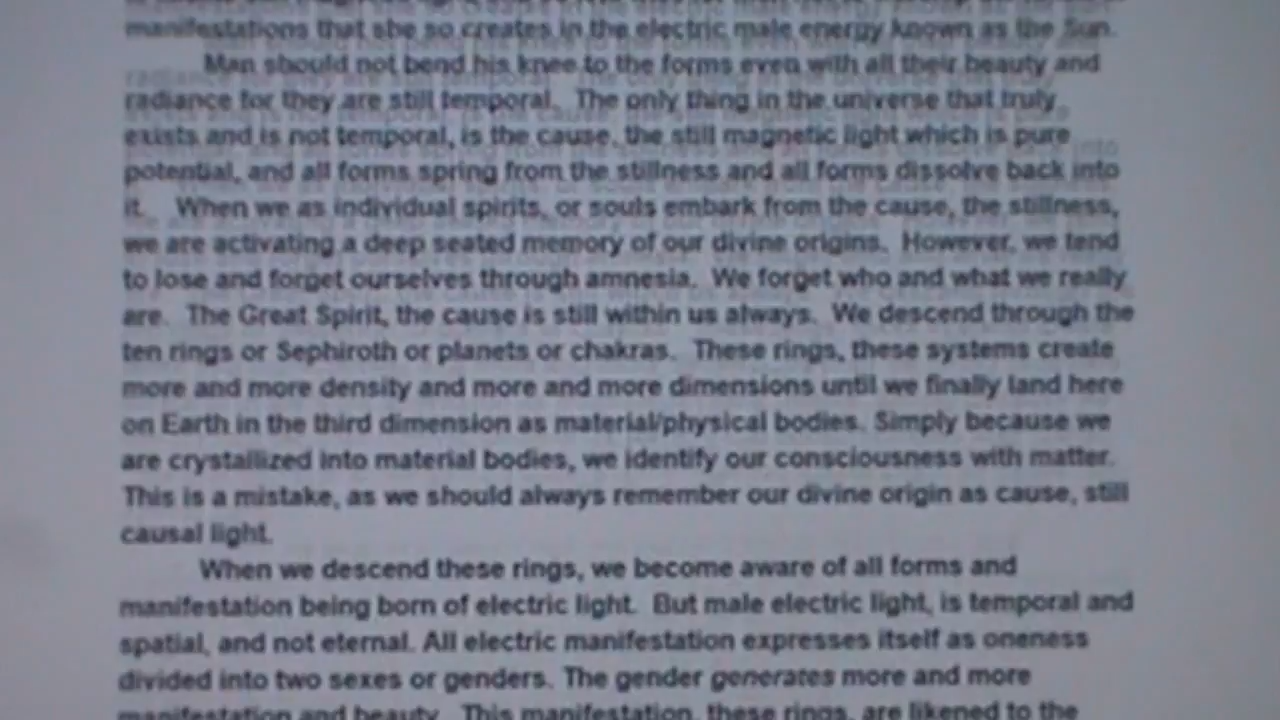 manifestations that she so creates in the electric male energy known as the Sun.
Man should not bend his knee to the forms even with all their beauty and
radiance for they are still temporal. The only thing in the universe that truly
exists and is not temporal, is the cause, the still magnetic light which is pure
potential, and all forms spring from the stillness and all forms dissolve back into
it. When we as individual spirits, or souls embark from the cause, the stillness,
we are activating a deep seated memory of our divine origins. However, we tend
to lose and forget ourselves through amnesia. We forget who and what we really
are. The Great Spirit, the cause is still within us always. We descend through the
ten rings or Sephiroth or planets or chakras. These rings, these systems create
more and more density and more and more dimensions until we finally land here
on Earth in the third dimension as material/physical bodies. Simply because we
are crystallized into material bodies, we identify our consciousness with matter.
This is a mistake, as we should always remember our divine origin as cause, still
causal light.
When we descend these rings, we become aware of all forms and
manifestation being born of electric light. But male electric light, is temporal and
spatial, and not eternal. All electric manifestation expresses itself as oneness
divided into two sexes or genders. The gender generates more and more
manifestation and beauty. This manifestation, these rings, are likened to the